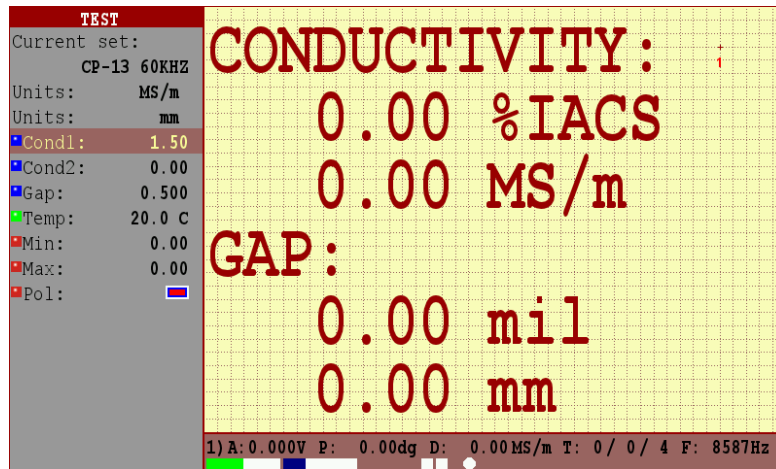 TEST
Current set:
CP-13 60KHZ
Units: MS/m
Units: mm
Cond1: 1.50
Cond2: 0.00
Gap: 0.500
Temp: 20.0 C
Min: 0.00
Max: 0.00
Pol:
CONDUCTIVITY:
1
0.00 %IACS
0.00 MS/m
GAP:
0.00 mil
0.00 mm
1)A:0.000V P: 0.00dg D: 0.00MS/m T: 0/ 0/ 4 F: 8587Hz